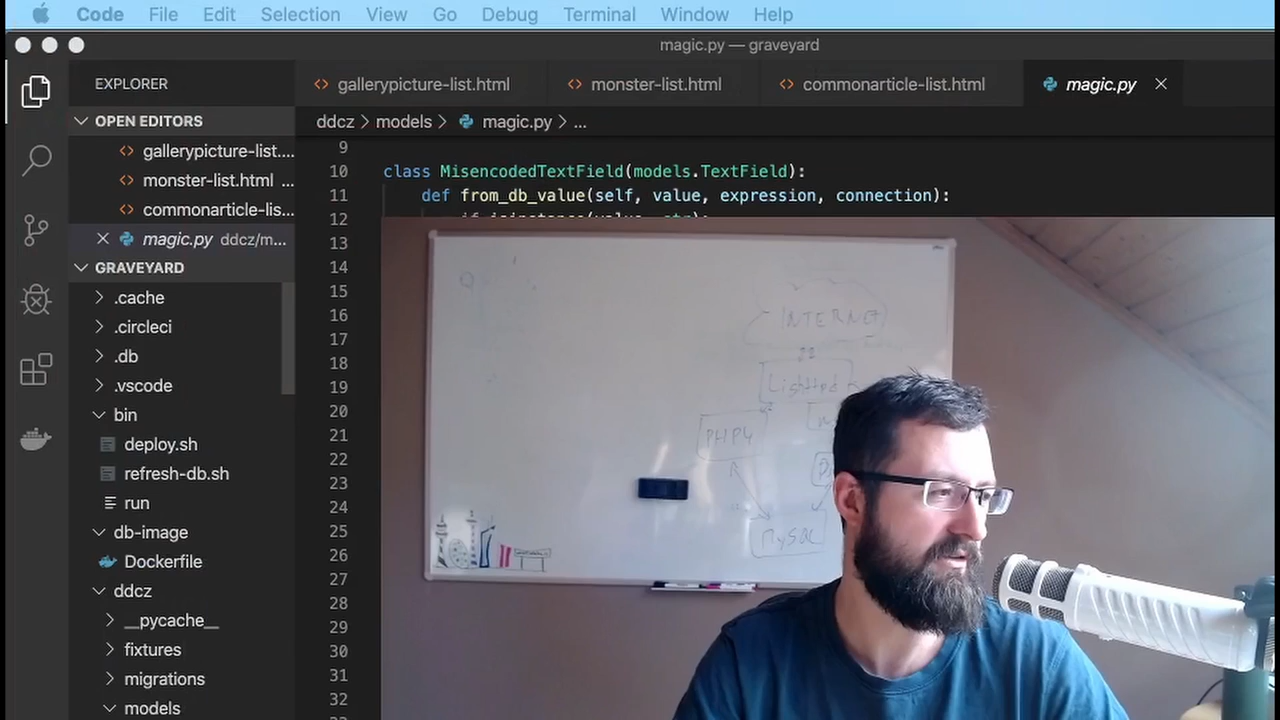 Code File Edit Selection View Go Debug Terminal Window Help
magic.py — graveyard
EXPLORER
OPEN EDITORS
gallerypicture-list....
monster-list.html ...
commonarticle-lis...
magic.py ddcz/m...
GRAVEYARD
.cache
.circleci
.db
.vscode
bin
deploy.sh
refresh-db.sh
run
db-image
Dockerfile
ddcz
__pycache__
fixtures
migrations
models
gallerypicture-list.html monster-list.html commonarticle-list.html magic.py
ddcz > models > magic.py > ...
9
10 class MisencodedTextField(models.TextField):
11 def from_db_value(self, value, expression, connection):
12
13
14
15
16
17
18
19
20
21
22
23
24
25
26
27
28
29
30
31
32
INTERNET
Lighttpd
PHP4
MySQL